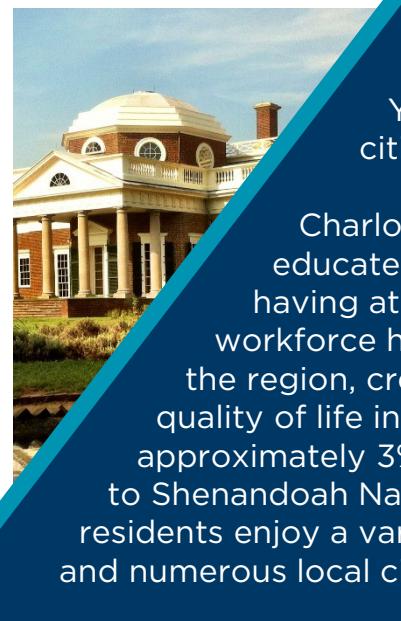 Y
cit
Charlo
educate
having at
workforce h
the region, cr
quality of life in
approximately 3%
to Shenandoah Na
residents enjoy a var
and numerous local c